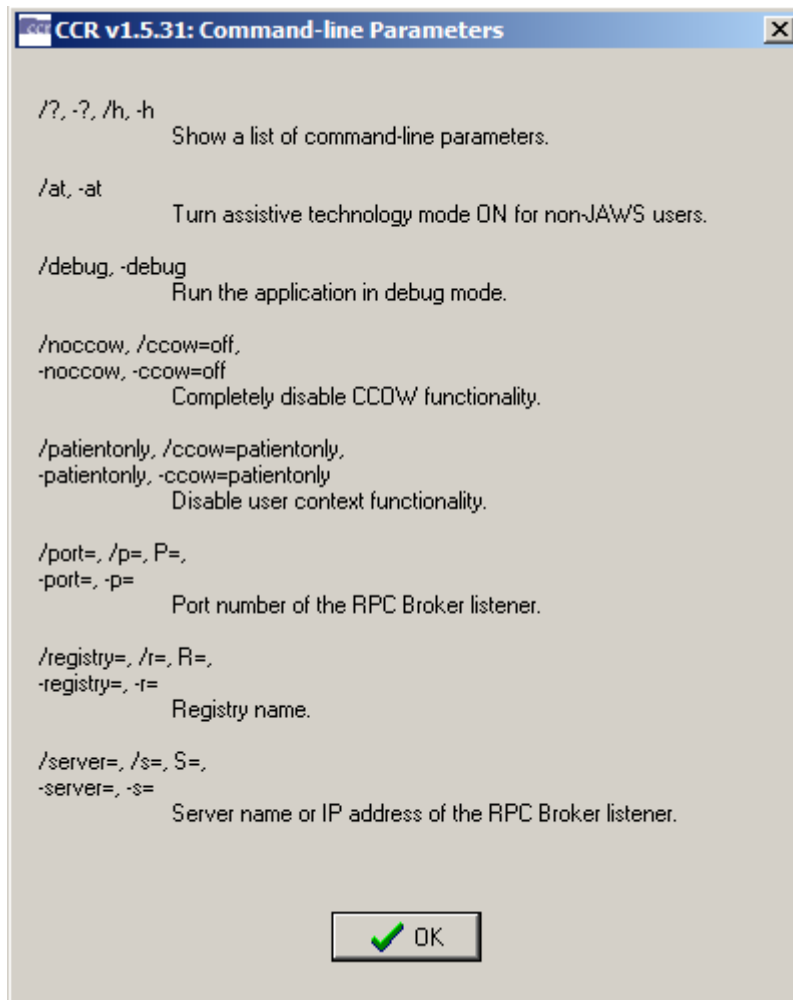 ccr CCR v1.5.31: Command-line Parameters
/?, -?, /h, -h
Show a list of command-line parameters.
/at, -at
Turn assistive technology mode ON for non-JAWS users.
/debug, -debug
Run the application in debug mode.
/noccow, /ccow=off,
-noccow, -ccow=off
Completely disable CCOW functionality.
/patientonly, /ccow=patientonly,
-patientonly, -ccow=patientonly
Disable user context functionality.
/port=, /p=, P=,
-port=, -p=
Port number of the RPC Broker listener.
/registry=, /r=, R=,
-registry=, -r=
Registry name.
/server=, /s=, S=,
-server=, -s=
Server name or IP address of the RPC Broker listener.
OK